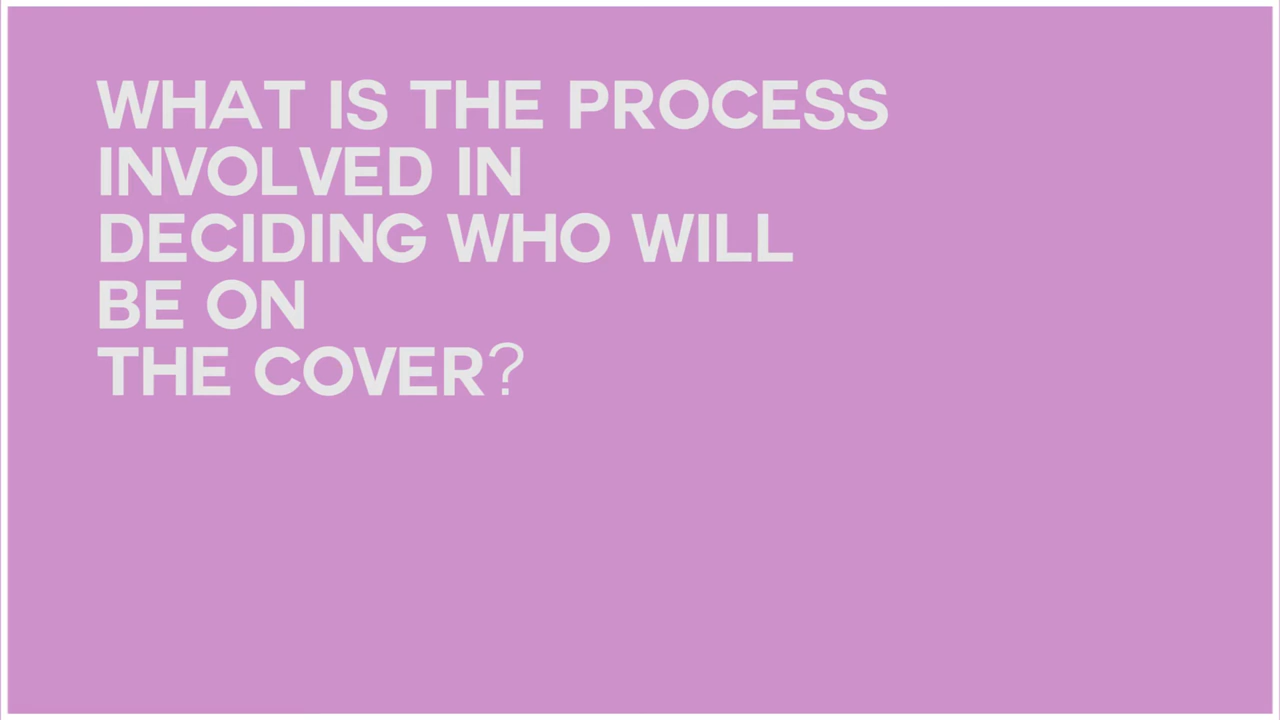 WHAT IS THE PROCESS
INVOLVED IN
DECIDING WHO WILL
BE ON
THE COVER?